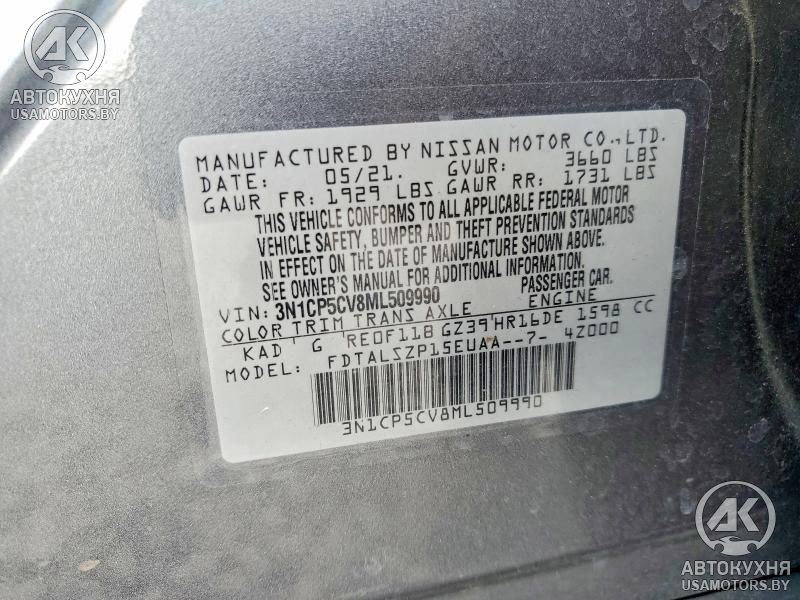 AK
АВТОКУХНЯ
USAMOTORS.BY
MANUFACTURED BY NISSAN MOTOR CO., LTD.
DATE: 05/21. GVWR: 3660 LBS
GAWR FR: 1929 LBS GAWR RR: 1731 LBS
THIS VEHICLE CONFORMS TO ALL APPLICABLE FEDERAL MOTOR
VEHICLE SAFETY, BUMPER AND THEFT PREVENTION STANDARDS
IN EFFECT ON THE DATE OF MANUFACTURE SHOWN ABOVE.
SEE OWNER'S MANUAL FOR ADDITIONAL INFORMATION.
VIN: 3N1CP5CV8ML509990 PASSENGER CAR.
COLOR TRIM TRANS AXLE ENGINE
KAD ' G RE0F11B GZ39'HR16DE 1598 CC
MODEL: FDTALSZP15EUAA--7- 4Z000
3N1CP5CV8ML509990
AK
АВТОКУХНЯ
USAMOTORS.BY